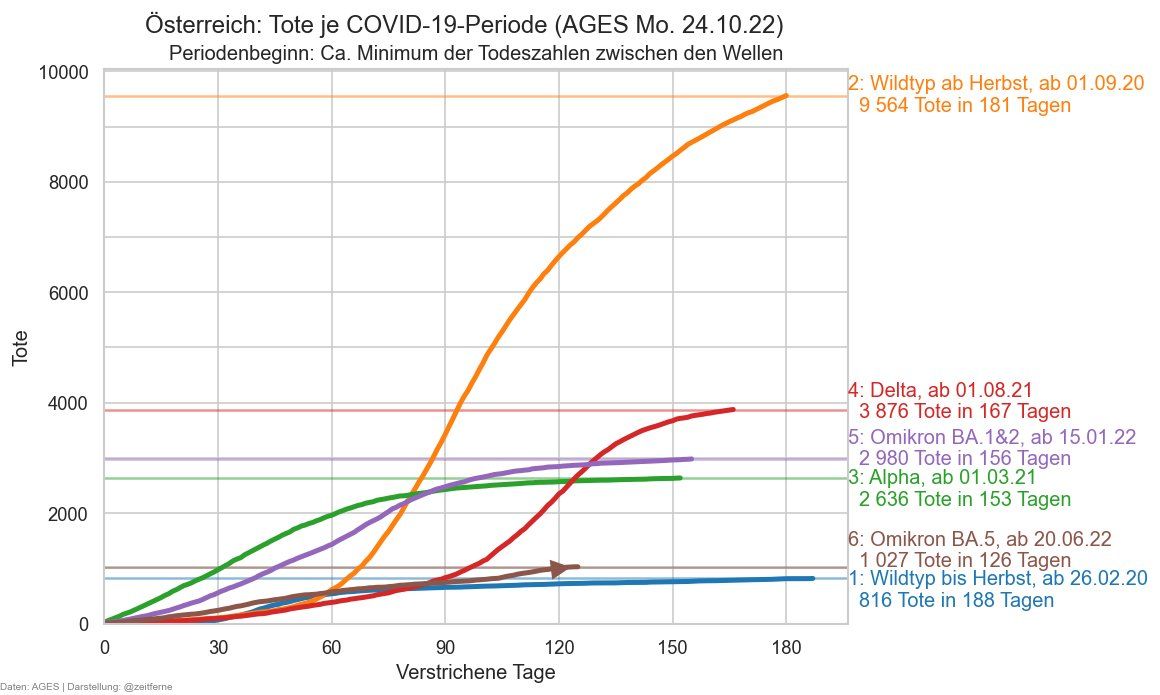 Österreich: Tote je COVID-19-Periode (AGES Mo. 24.10.22)
Periodenbeginn: Ca. Minimum der Todeszahlen zwischen den Wellen
10000
8000
6000
4000
2000
0
Tote
0 30 60 90 120 150 180
Verstrichene Tage
2: Wildtyp ab Herbst, ab 01.09.20
9 564 Tote in 181 Tagen
4: Delta, ab 01.08.21
3 876 Tote in 167 Tagen
5: Omikron BA.1&2, ab 15.01.22
2 980 Tote in 156 Tagen
3: Alpha, ab 01.03.21
2 636 Tote in 153 Tagen
6: Omikron BA.5, ab 20.06.22
1 027 Tote in 126 Tagen
1: Wildtyp bis Herbst, ab 26.02.20
816 Tote in 188 Tagen
Daten: AGES | Darstellung: @zeitferne